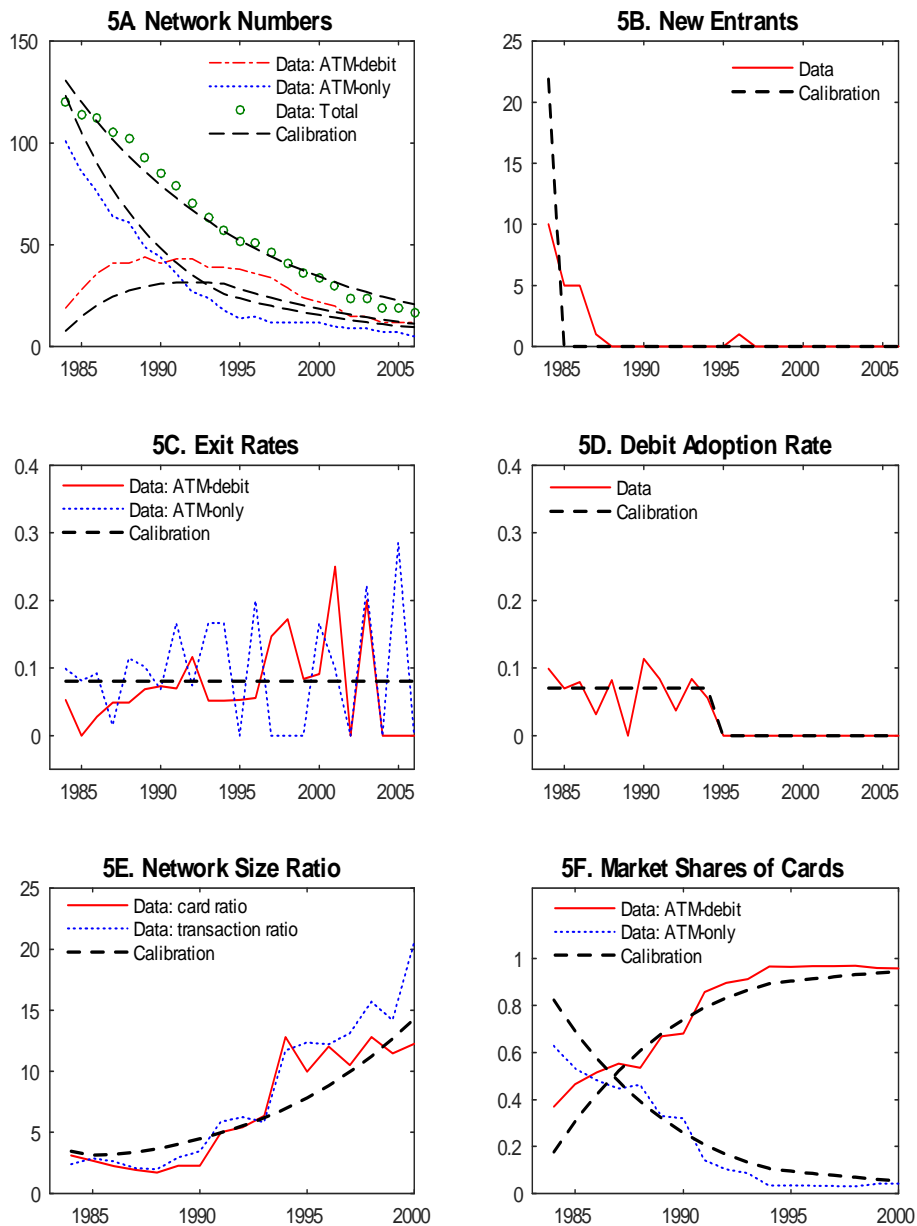 5A. Network Numbers
150
100
50
0
1985
1990
1995
2000
2005
Data: ATM-debit
Data: ATM-only
Data: Total
Calibration
5B. New Entrants
25
20
15
10
5
0
1985
1990
1995
2000
2005
Data
Calibration
5C. Exit Rates
0.4
0.3
0.2
0.1
0
1985
1990
1995
2000
2005
Data: ATM-debit
Data: ATM-only
Calibration
5D. Debit Adoption Rate
0.4
0.3
0.2
0.1
0
1985
1990
1995
2000
2005
Data
Calibration
5E. Network Size Ratio
25
20
15
10
5
0
1985
1990
1995
2000
Data: card ratio
Data: transaction ratio
Calibration
5F. Market Shares of Cards
1
0.8
0.6
0.4
0.2
0
1985
1990
1995
2000
Data: ATM-debit
Data: ATM-only
Calibration